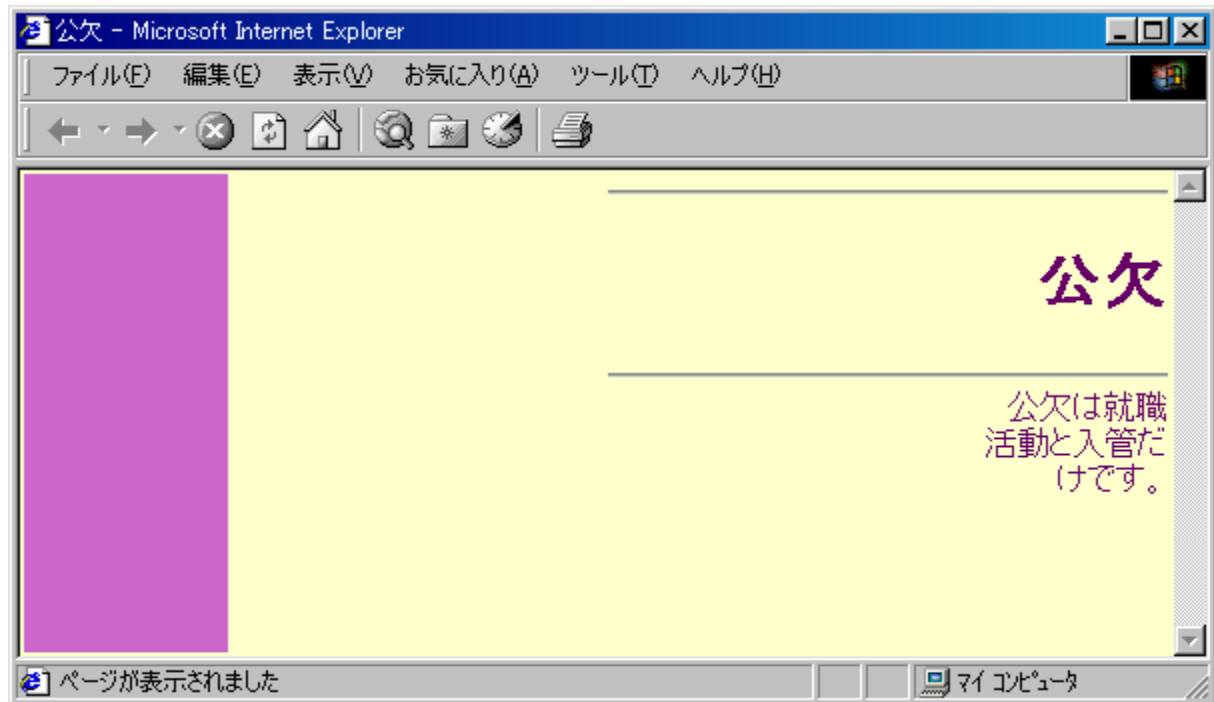 公欠 - Microsoft Internet Explorer
ファイル(F) 編集(E) 表示(V) お気に入り(A) ツール(T) ヘルプ(H)
公欠
公欠は就職
活動と入管だ
けです。
ページが表示されました
マイ コンピュータ